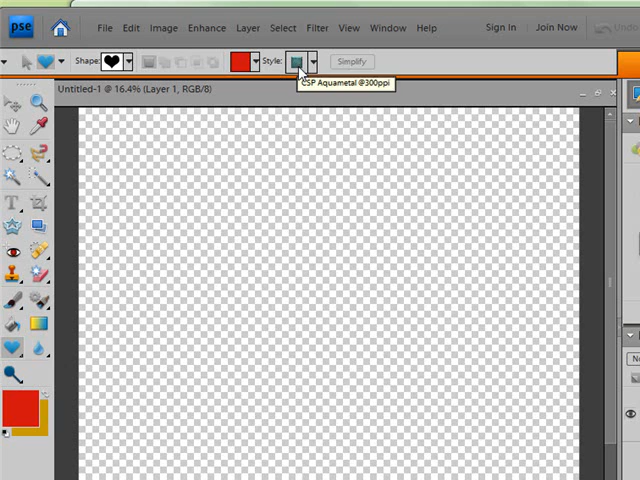 pse File Edit Image Enhance Layer Select Filter View Window Help Sign In Join Now Undo
Shape: Style: Simplify
CSP Aquametal @300ppi
Untitled-1 @ 16.4% (Layer 1, RGB/8)
T